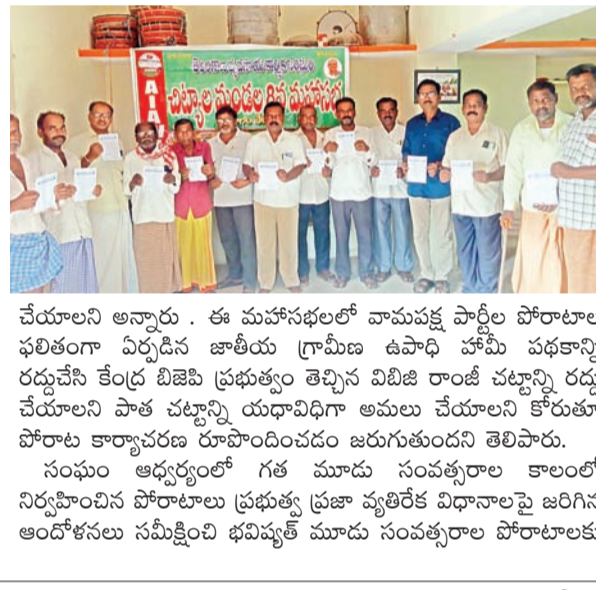 AIA
చిట్యాల మండల 8వ మహాసభ
చేయాలని అన్నారు . ఈ మహాసభలలో వామపక్ష పార్టీల పోరాటాల
ఫలితంగా ఏర్పడిన జాతీయ గ్రామీణ ఉపాధి హామీ పథకాన్ని
రద్దుచేసి కేంద్ర బిజెపి ప్రభుత్వం తెచ్చిన విబిజి రాంజీ చట్టాన్ని రద్దు
చేయాలని పాత చట్టాన్ని యధావిధిగా అమలు చేయాలని కోరుతూ
పోరాట కార్యాచరణ రూపొందించడం జరుగుతుందని తెలిపారు.
సంఘం ఆధ్వర్యంలో గత మూడు సంవత్సరాల కాలంలో
నిర్వహించిన పోరాటాలు ప్రభుత్వ ప్రజా వ్యతిరేక విధానాలపై జరిగిన
ఆందోళనలు సమీక్షించి భవిష్యత్ మూడు సంవత్సరాల పోరాటాలకు